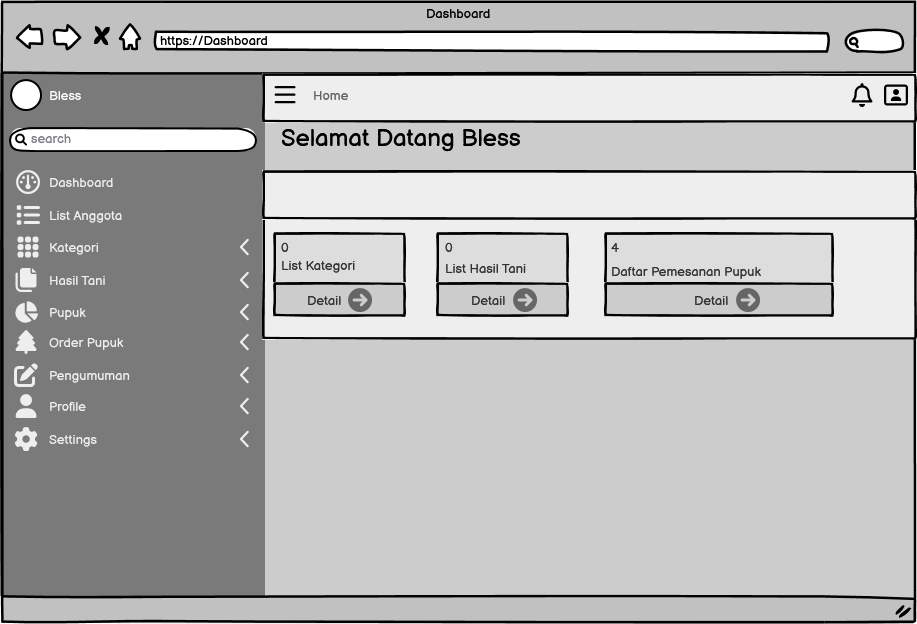 Dashboard
https://Dashboard
Bless
search
Dashboard
List Anggota
Kategori
Hasil Tani
Pupuk
Order Pupuk
Pengumuman
Profile
Settings
Home
Selamat Datang Bless
0
List Kategori
Detail
0
List Hasil Tani
Detail
4
Daftar Pemesanan Pupuk
Detail